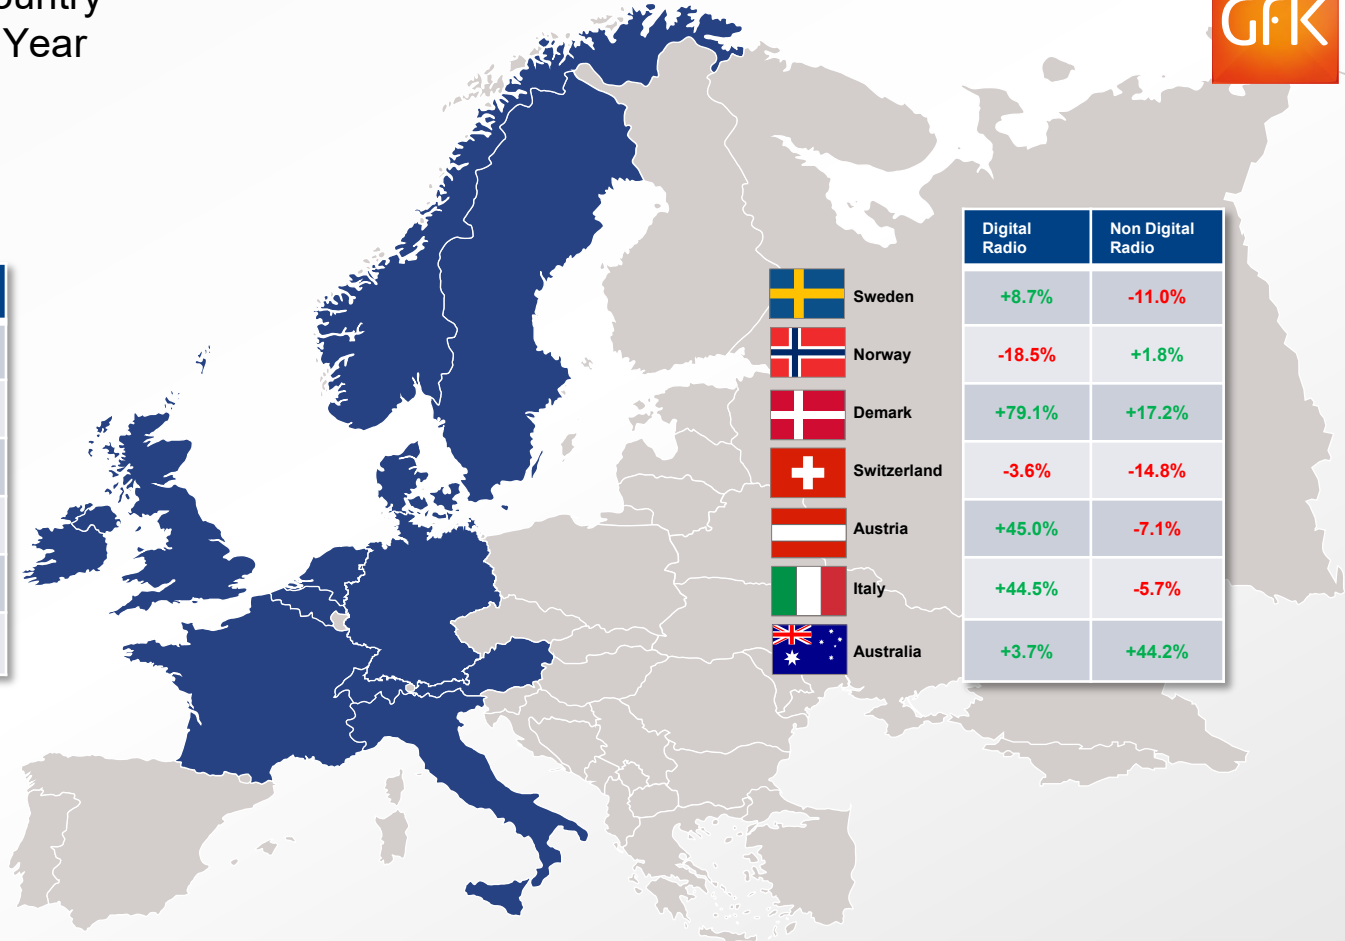 Year
GfK
Digital Radio
Non Digital Radio
Sweden
+8.7%
-11.0%
Norway
-18.5%
+1.8%
Demark
+79.1%
+17.2%
Switzerland
-3.6%
-14.8%
Austria
+45.0%
-7.1%
Italy
+44.5%
-5.7%
Australia
+3.7%
+44.2%